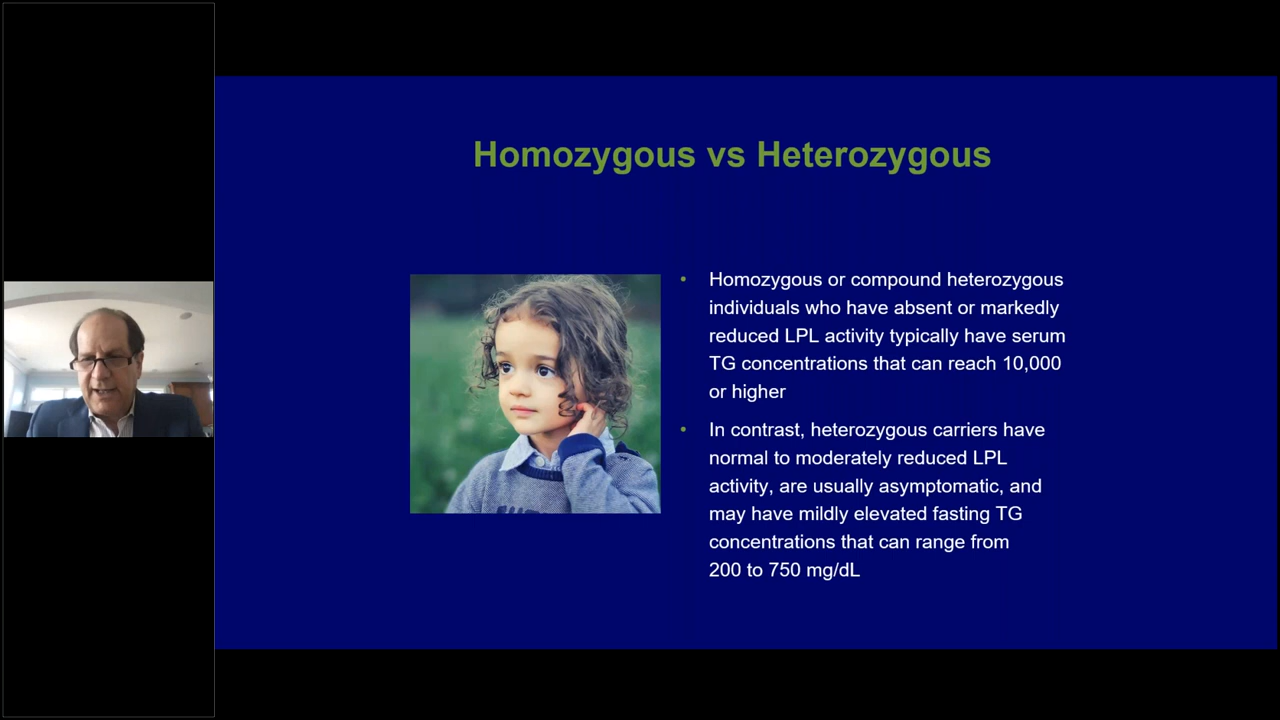 Homozygous vs Heterozygous
• Homozygous or compound heterozygous
individuals who have absent or markedly
reduced LPL activity typically have serum
TG concentrations that can reach 10,000
or higher
• In contrast, heterozygous carriers have
normal to moderately reduced LPL
activity, are usually asymptomatic, and
may have mildly elevated fasting TG
concentrations that can range from
200 to 750 mg/dL